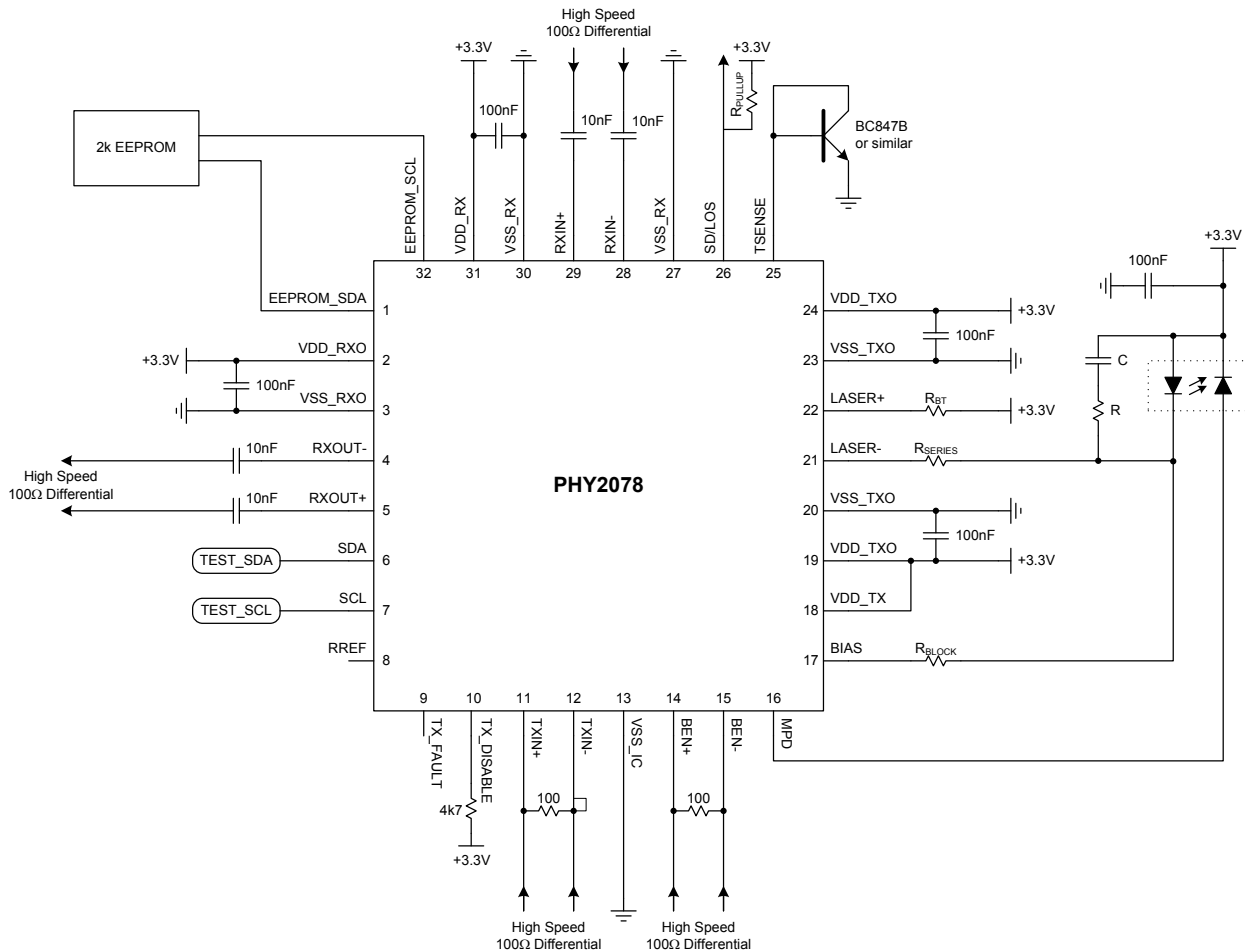 High Speed
100Ω Differential
+3.3V
+3.3V
100nF
10nF
10nF
R_PULLUP
BC847B
or similar
2k EEPROM
EEPROM_SCL
VDD_RX
VSS_RX
RXIN+
RXIN-
VSS_RX
SD/LOS
TSENSE
32
31
30
29
28
27
26
25
+3.3V
100nF
EEPROM_SDA
1
24
VDD_TXO
+3.3V
100nF
+3.3V
VDD_RXO
2
23
VSS_TXO
100nF
VSS_RXO
3
22
LASER+
R_BT
+3.3V
C
R
10nF
RXOUT-
4
21
LASER-
R_SERIES
High Speed
100Ω Differential
PHY2078
10nF
RXOUT+
5
20
VSS_TXO
100nF
TEST_SDA
SDA
6
19
VDD_TXO
+3.3V
TEST_SCL
SCL
7
18
VDD_TX
RREF
8
17
BIAS
R_BLOCK
9
10
11
12
13
14
15
16
TX_FAULT
TX_DISABLE
TXIN+
TXIN-
VSS_IC
BEN+
BEN-
MPD
4k7
100
100
+3.3V
High Speed
100Ω Differential
High Speed
100Ω Differential